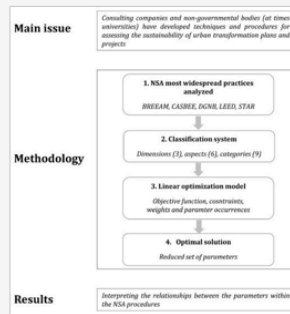 Consulting companies and non-governmental bodies (at times
Main issue
universities) have developed techniques and procedures for
assessing the sustainability of urban transformation plans and
projects
1. NSA most widespread practices
analyzed
BREEAM, CASBEE, DGNB, LEED, STAR
2. Classification system
Dimensions (3), aspects (6), categories (9)
Methodology
3. Linear optimization model
Objective function, constraints,
weights and paramter occurrences
4. Optimal solution
Reduced set of parameters
Results
Interpreting the relationships between the parameters within
the NSA procedures